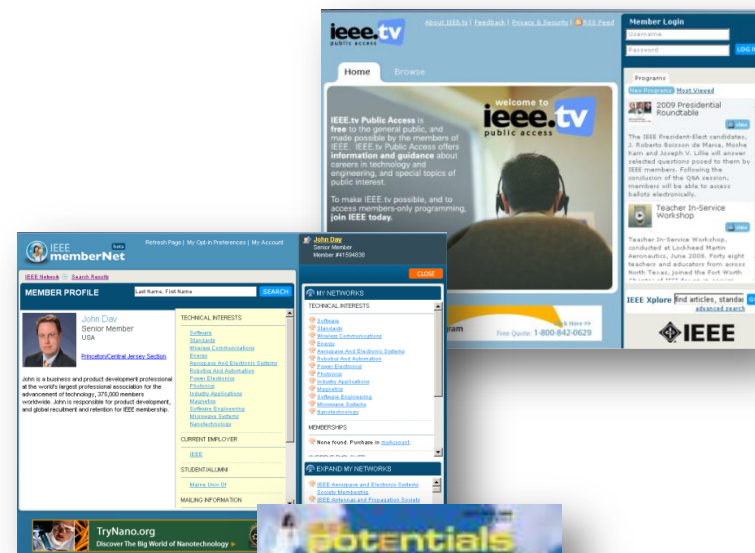 ieee.tv
public access
About IEEE.tv | Feedback | Privacy & Security | RSS Feed
Home
Browse
welcome to
ieee.tv
public access
IEEE.tv Public Access is
free to the general public, and
made possible by the members of
IEEE. IEEE.tv Public Access offers
information and guidance about
careers in technology and
engineering, and special topics of
public interest.
To make IEEE.tv possible, and to
access members-only programming,
join IEEE today.
Free Quote: 1-800-842-0629
Member Login
Username
Password
Programs
New Programs Most Viewed
2009 Presidential
Roundtable
The IEEE President-Elect candidates,
J. Roberto Boisson de Marca, Moshe
Kam and Joseph V. Lillie will answer
selected questions posed to them by
IEEE members. Following the
conclusion of the Q&A session,
members will be able to access
ballots electronically.
Teacher In-Service
Workshop
Teacher In-Service Workshop,
conducted at Lockheed Martin
Aeronautics, June 2008. Forty eight
teachers and educators from across
North Texas, joined the Fort Worth
IEEE Xplore find articles, standar
advanced search
IEEE
IEEE beta
memberNet
Refresh Page | My Opt-in Preferences | My Account
IEEE Network Search Results
MEMBER PROFILE Last Name, First Name SEARCH
John Day
Senior Member
USA
Princeton/Central Jersey Section
John is a business and product development professional
at the world's largest professional association for the
advancement of technology, 375,000 members
worldwide. John is responsible for product development,
and global recruitment and retention for IEEE membership.
TECHNICAL INTERESTS
Software
Standards
Wireless Communications
Energy
Aerospace And Electronic Systems
Robotics And Automation
Power Electronics
Photonics
Industry Applications
Magnetics
Software Engineering
Microwave Systems
Nanotechnology
CURRENT EMPLOYER
IEEE
STUDENT/ALUMNI
Maine Univ Of
MAILING INFORMATION
John Day
Senior Member
Member #41594638
CLOSE
MY NETWORKS
TECHNICAL INTERESTS
Software
Standards
Wireless Communications
Energy
Aerospace And Electronic Systems
Robotics And Automation
Power Electronics
Photonics
Industry Applications
Magnetics
Software Engineering
Microwave Systems
Nanotechnology
MEMBERSHIPS
None found. Purchase in myAccount.
EXPAND MY NETWORKS
IEEE Aerospace and Electronic Systems
Society Membership
IEEE Antennas and Propagation Society
TryNano.org
Discover The Big World of Nanotechnology
potentials